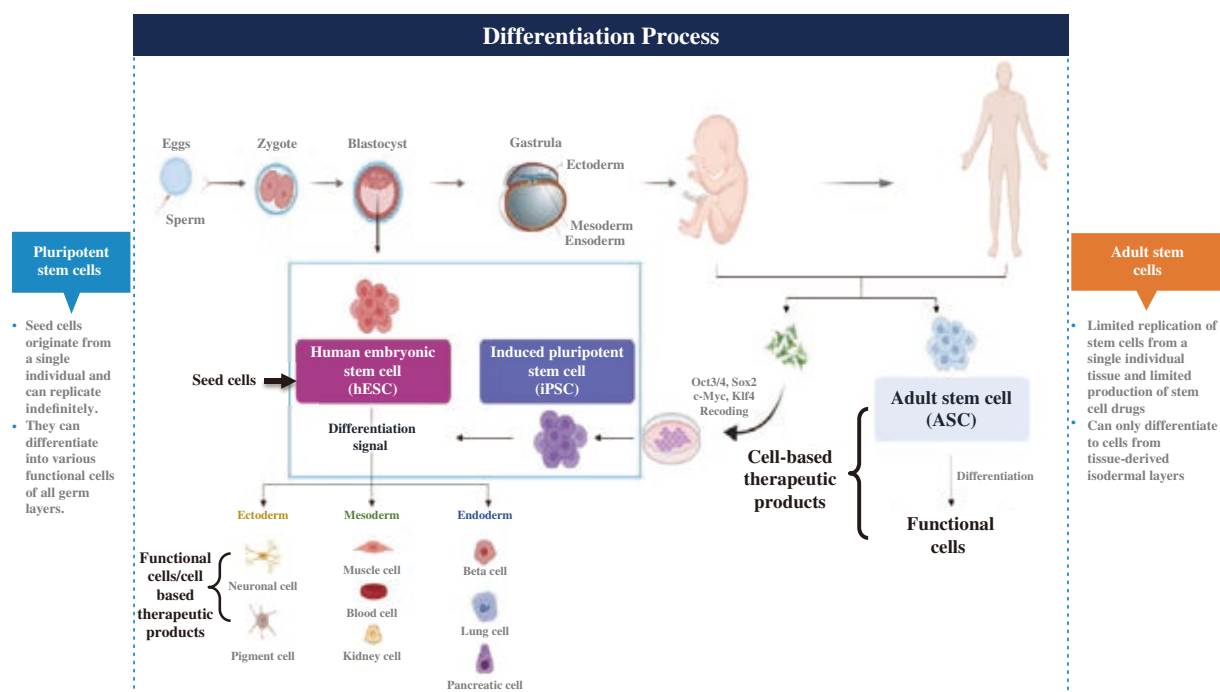 Differentiation Process
Eggs
Zygote
Blastocyst
Gastrula
Ectoderm
Sperm
Mesoderm
Ensoderm
Pluripotent
stem cells
• Seed cells
originate from
a single
individual and
can replicate
indefinitely.
• They can
differentiate
into various
functional cells
of all germ
layers.
Adult stem
cells
• Limited replication of
stem cells from a
single individual
tissue and limited
production of stem
cell drugs
• Can only differentiate
to cells from
tissue-derived
isodermal layers
Seed cells
Human embryonic
stem cell
(hESC)
Induced pluripotent
stem cell
(iPSC)
Differentiation
signal
Oct3/4, Sox2
c-Myc, Klf4
Recoding
Adult stem cell
(ASC)
Cell-based
therapeutic
products
Differentiation
Functional
cells
Ectoderm
Mesoderm
Endoderm
Functional
cells/cell
based
therapeutic
products
Neuronal cell
Muscle cell
Beta cell
Blood cell
Lung cell
Pigment cell
Kidney cell
Pancreatic cell